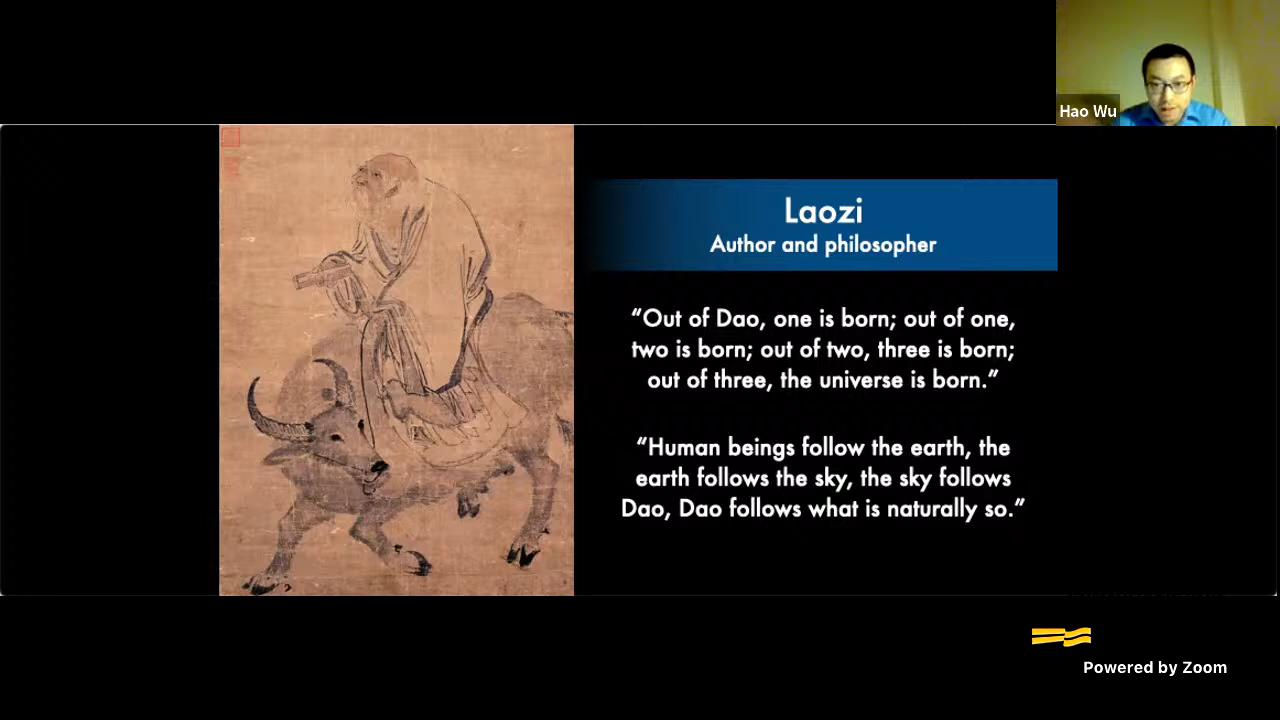 Hao Wu
Laozi
Author and philosopher
“Out of Dao, one is born; out of one,
two is born; out of two, three is born;
out of three, the universe is born.”
“Human beings follow the earth, the
earth follows the sky, the sky follows
Dao, Dao follows what is naturally so.”
Powered by Zoom